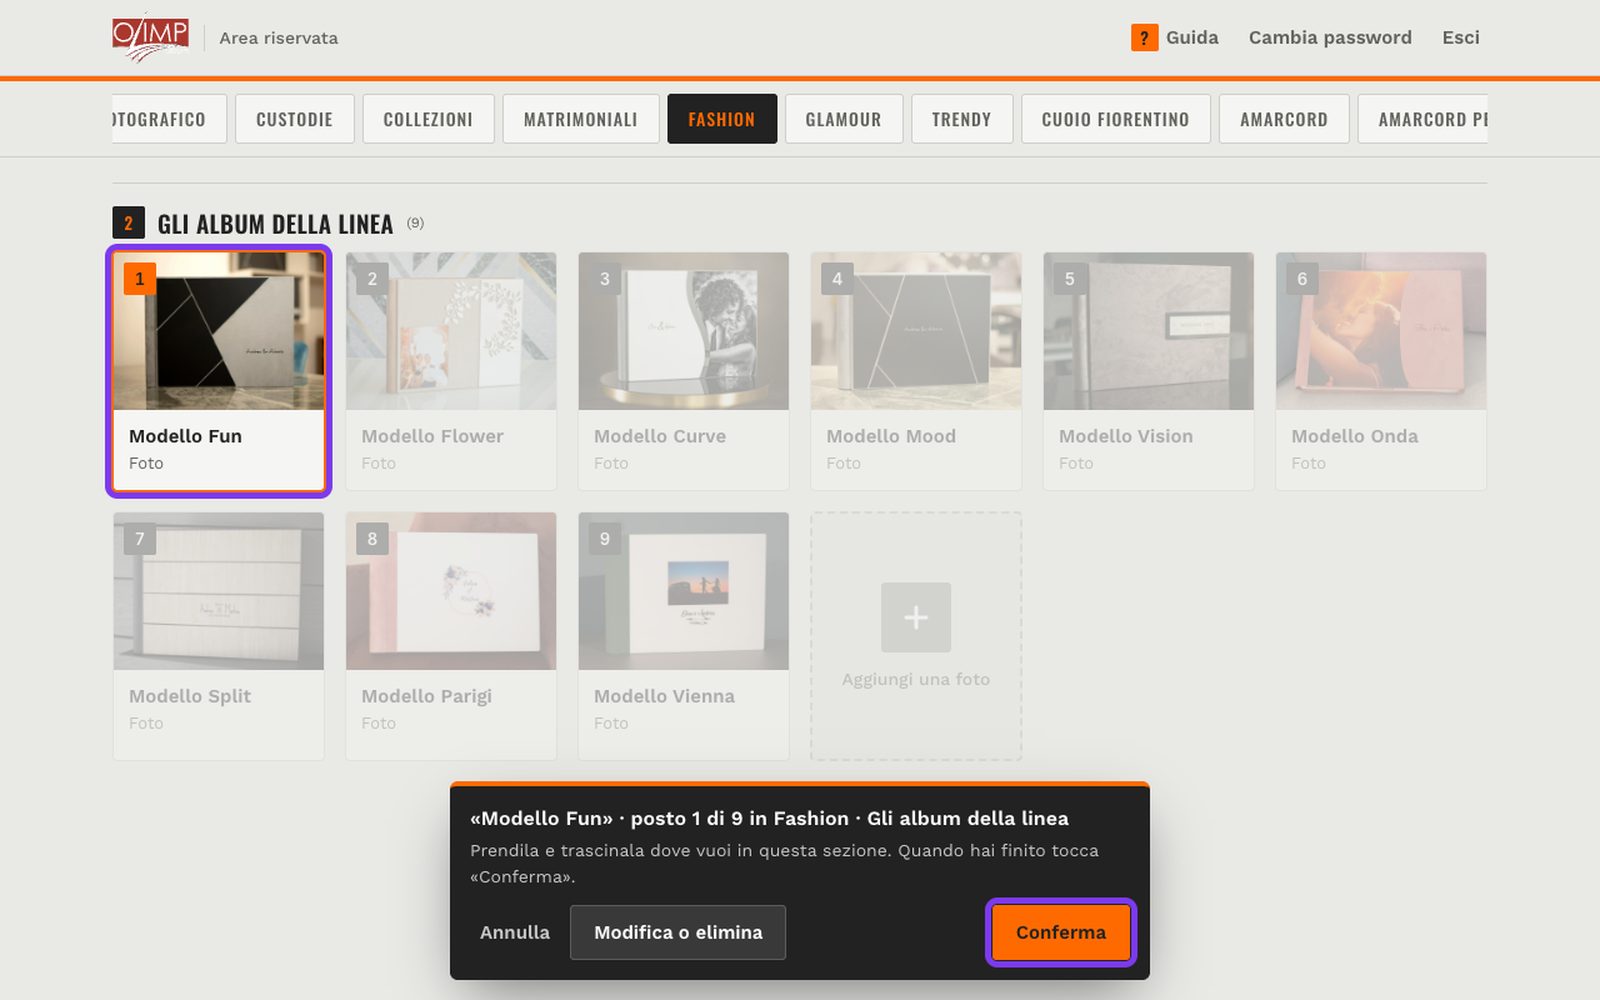 OLIMP
Area riservata
? Guida
Cambia password
Esci
OTOGRAFICO
CUSTODIE
COLLEZIONI
MATRIMONIALI
FASHION
GLAMOUR
TRENDY
CUOIO FIORENTINO
AMARCORD
AMARCORD PE
2 GLI ALBUM DELLA LINEA (9)
1
Modello Fun
Foto
2
Modello Flower
Foto
3
Modello Curve
Foto
4
Modello Mood
Foto
5
Modello Vision
Foto
6
Modello Onda
Foto
7
Modello Split
Foto
8
Modello Parigi
Foto
9
Modello Vienna
Foto
+
Aggiungi una foto
«Modello Fun» · posto 1 di 9 in Fashion · Gli album della linea
Prendila e trascinala dove vuoi in questa sezione. Quando hai finito tocca
«Conferma».
Annulla
Modifica o elimina
Conferma